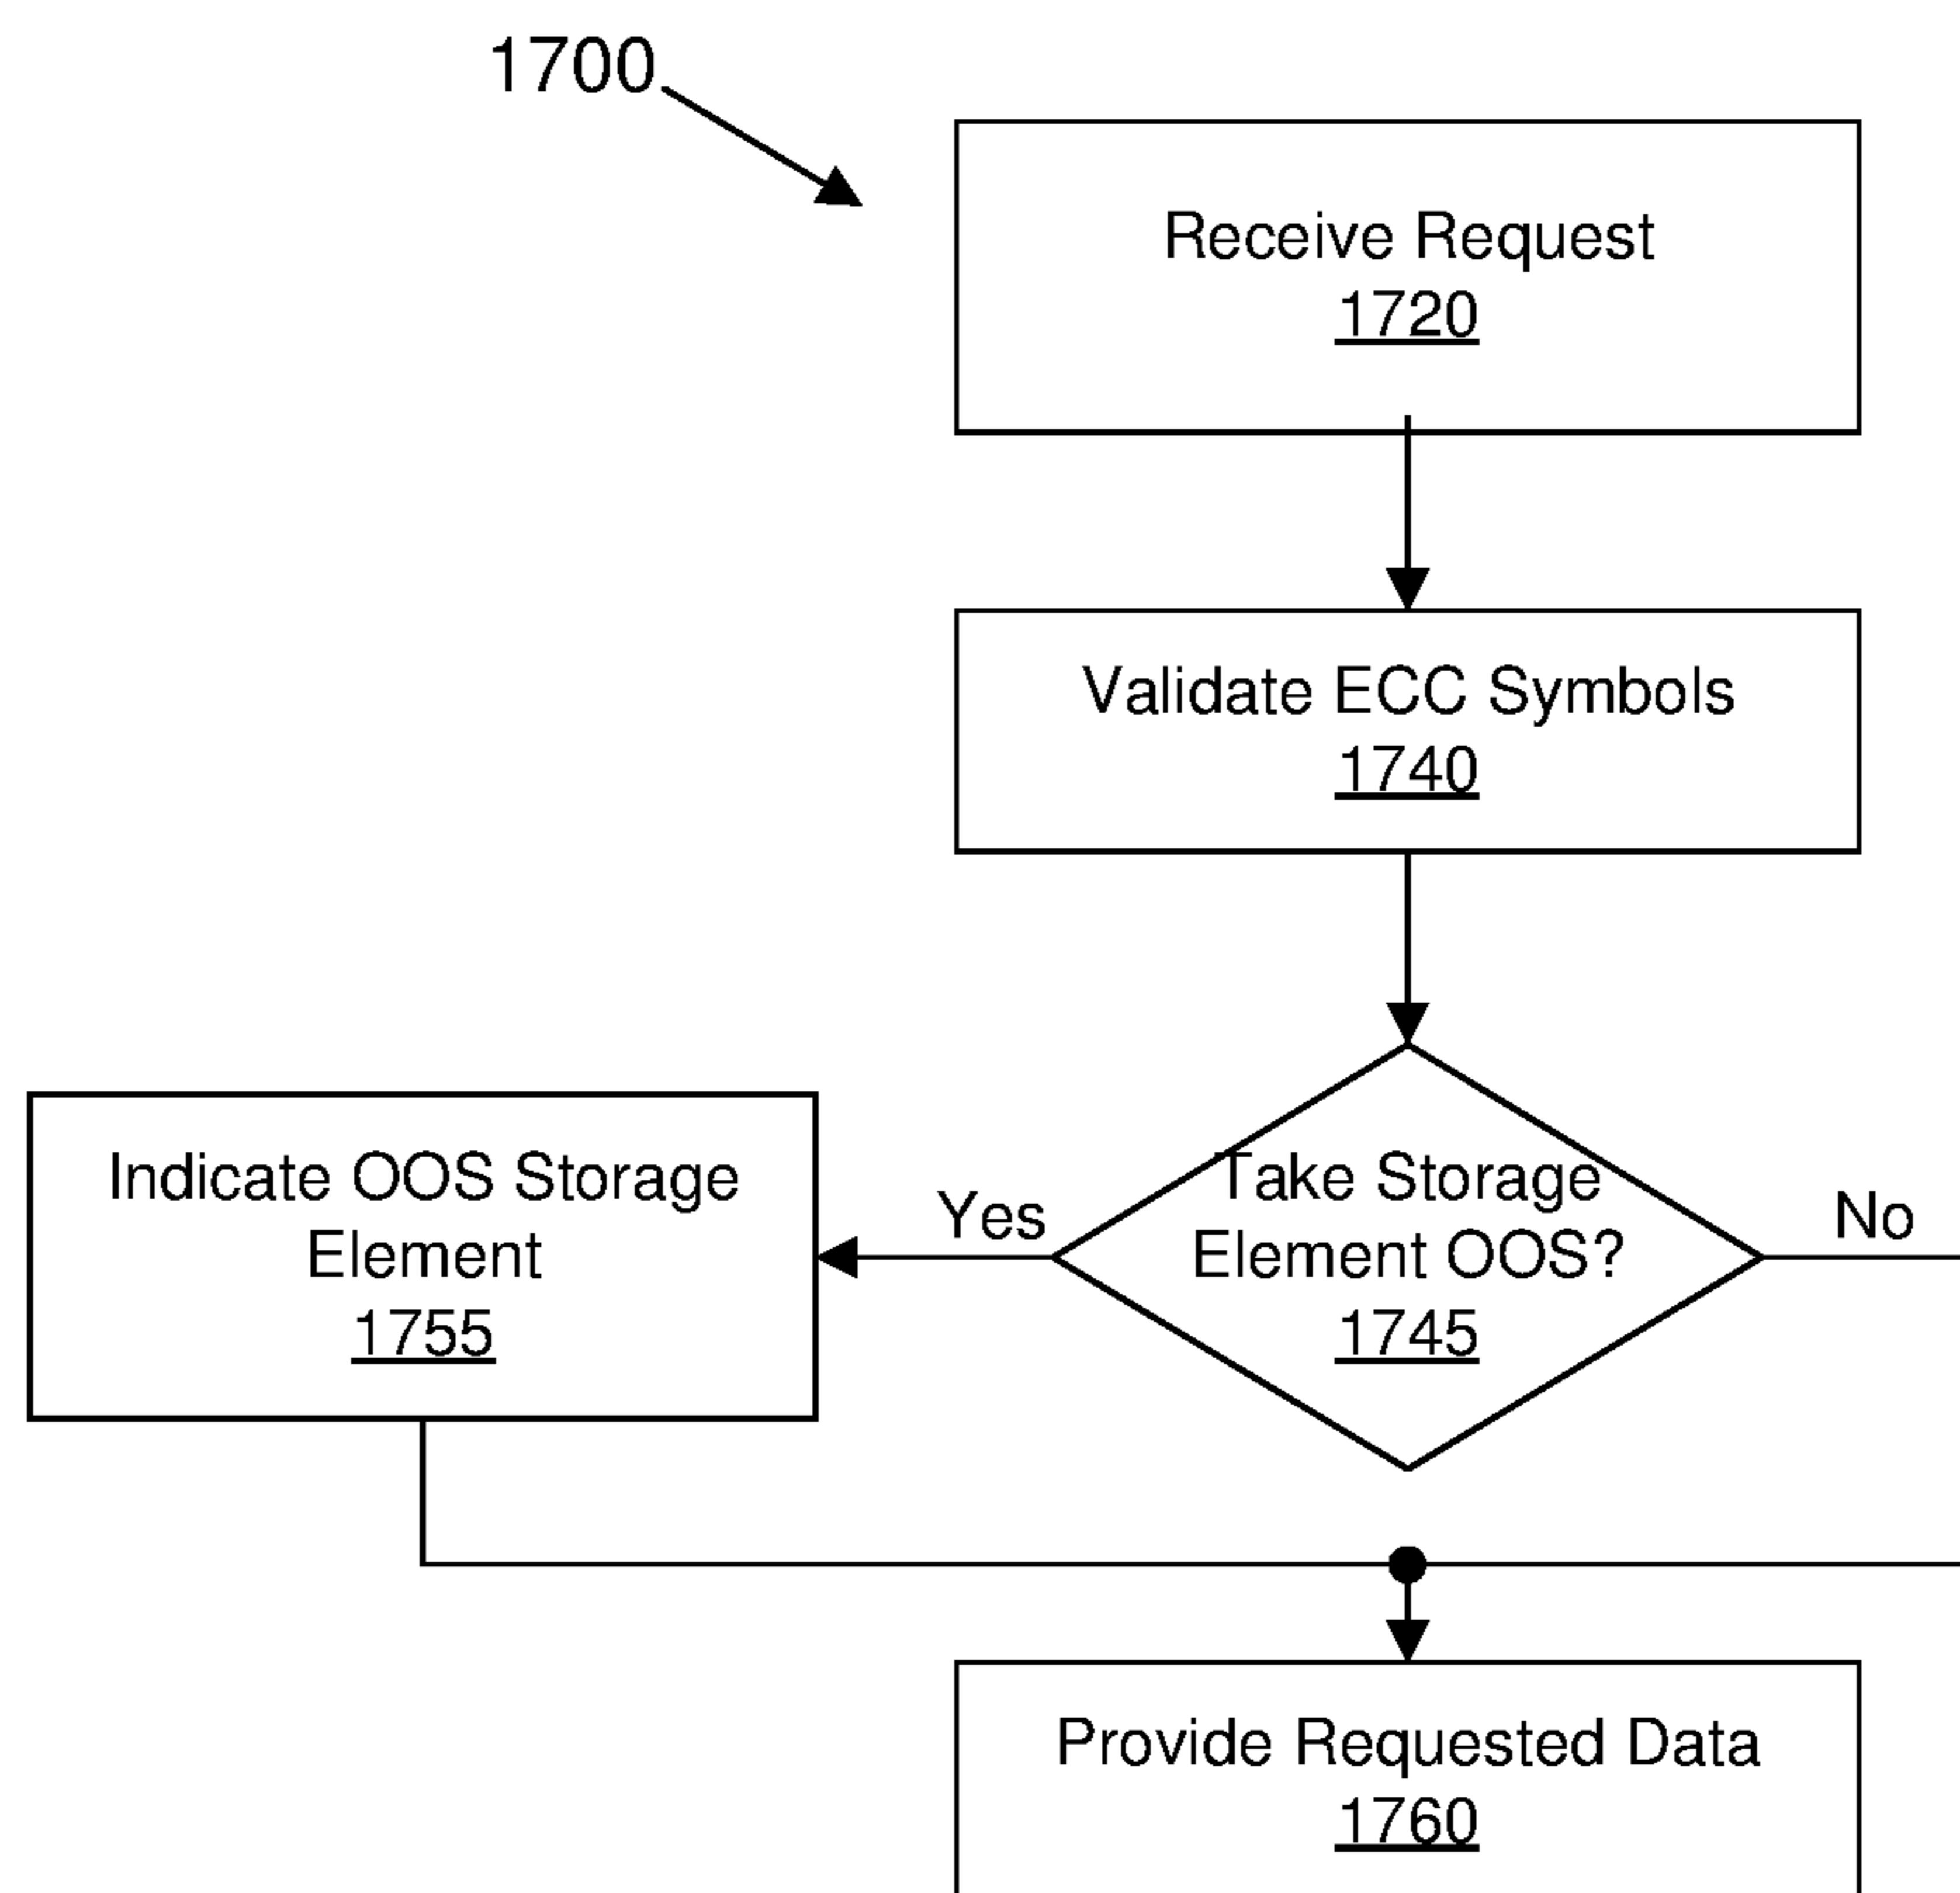 1700
Receive Request
1720
Validate ECC Symbols
1740
Take Storage
Element OOS?
1745
Yes
No
Indicate OOS Storage
Element
1755
Provide Requested Data
1760